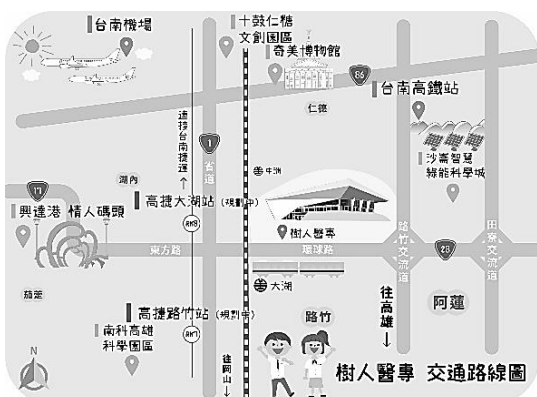 台南機場
十鼓仁糖
文創園區
奇美博物館
86
台南高鐵站
仁德
連接台南捷運
1
省道
中洲
沙崙智慧
綠能科學城
湖內
高捷大湖站(規劃中)
RK8
興達港 情人碼頭
樹人醫專
東方路
環球路
路竹交流道
28
田寮交流道
大湖
茄萣
往高雄
阿蓮
高捷路竹站(規劃中)
路竹
南科高雄
科學園區
RK7
往岡山
N
樹人醫專 交通路線圖